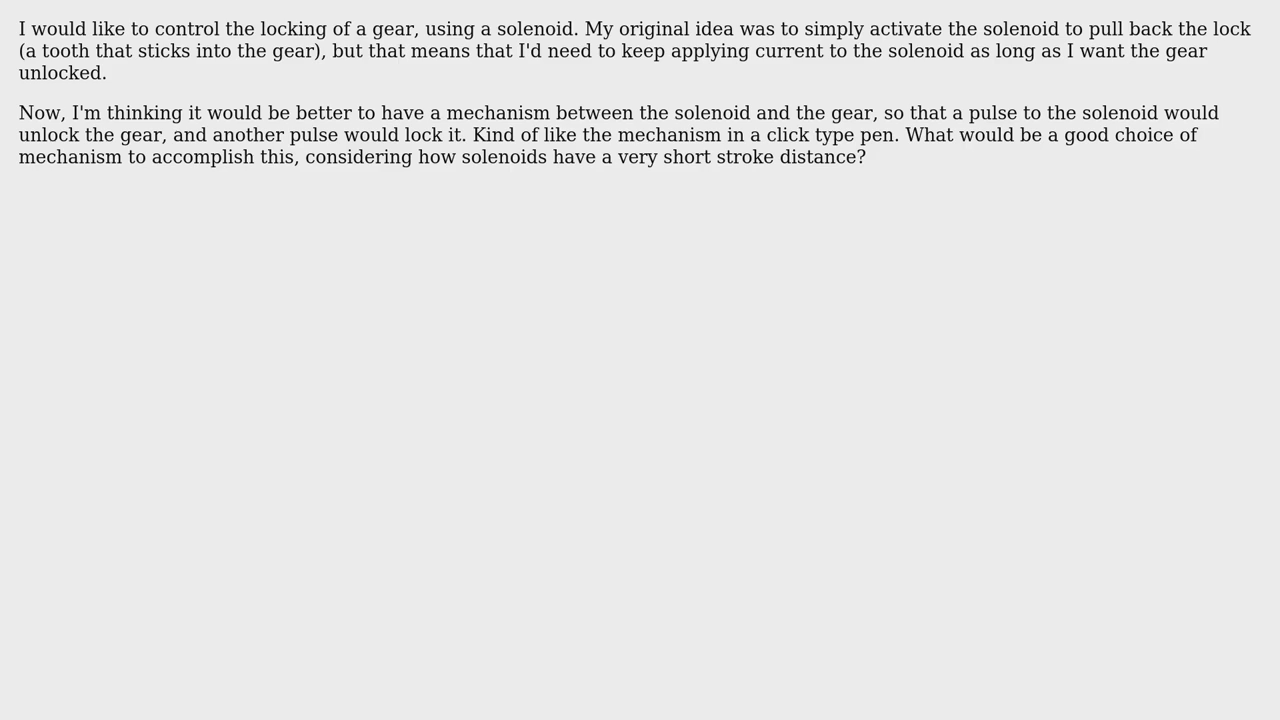 I would like to control the locking of a gear, using a solenoid. My original idea was to simply activate the solenoid to pull back the lock
(a tooth that sticks into the gear), but that means that I'd need to keep applying current to the solenoid as long as I want the gear
unlocked.
Now, I'm thinking it would be better to have a mechanism between the solenoid and the gear, so that a pulse to the solenoid would
unlock the gear, and another pulse would lock it. Kind of like the mechanism in a click type pen. What would be a good choice of
mechanism to accomplish this, considering how solenoids have a very short stroke distance?